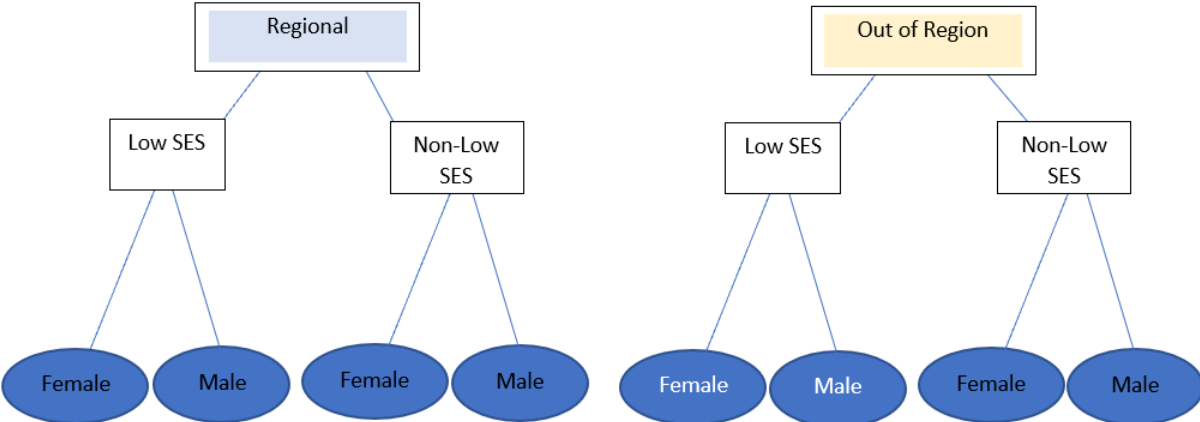 Regional
Out of Region
Low SES
Non-Low
SES
Low SES
Non-Low
SES
Female
Male
Female
Male
Female
Male
Female
Male